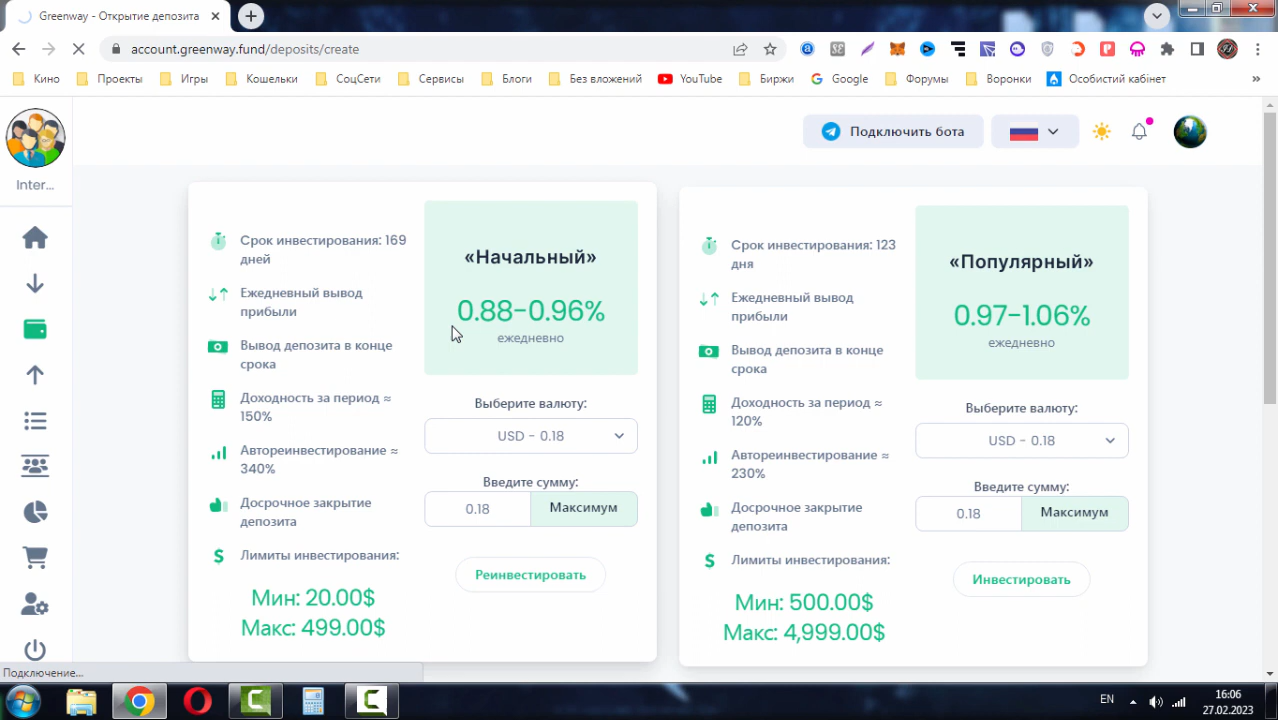 Greenway - Открытие депозита
account.greenway.fund/deposits/create
Кино
Проекты
Игры
Кошельки
СоцСети
Сервисы
Блоги
Без вложений
YouTube
Биржи
Google
Форумы
Воронки
Особистий кабінет
»
Inter...
Подключить бота
Срок инвестирования: 169
дней
Ежедневный вывод
прибыли
Вывод депозита в конце
срока
Доходность за период ≈
150%
Автореинвестирование ≈
340%
Досрочное закрытие
депозита
Лимиты инвестирования:
Мин: 20.00$
Макс: 499.00$
«Начальный»
0.88-0.96%
ежедневно
Выберите валюту:
USD - 0.18
Введите сумму:
0.18
Максимум
Реинвестировать
Срок инвестирования: 123
дня
Ежедневный вывод
прибыли
Вывод депозита в конце
срока
Доходность за период ≈
120%
Автореинвестирование ≈
230%
Досрочное закрытие
депозита
Лимиты инвестирования:
Мин: 500.00$
Макс: 4,999.00$
«Популярный»
0.97-1.06%
ежедневно
Выберите валюту:
USD - 0.18
Введите сумму:
0.18
Максимум
Инвестировать
Подключение...
EN
16:06
27.02.2023